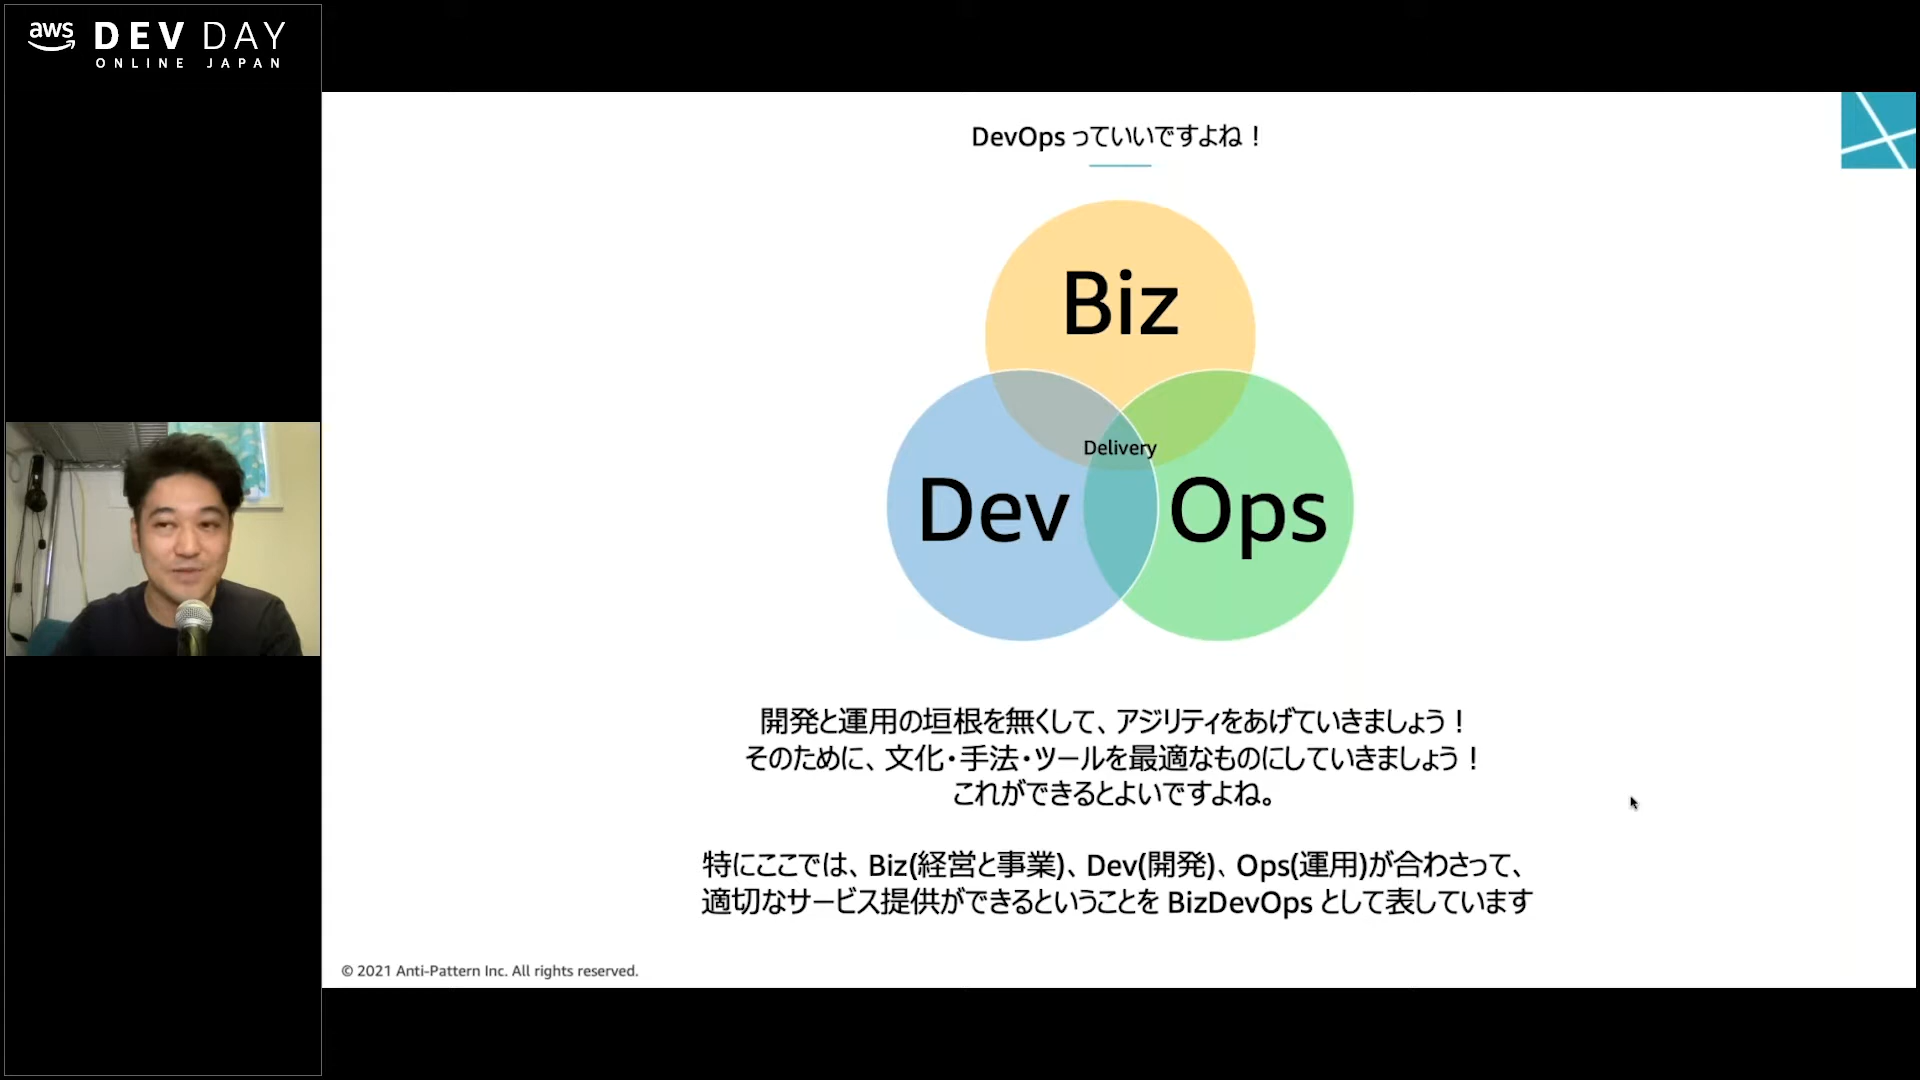 aws DEV DAY
ONLINE JAPAN
DevOps っていいですよね！
Biz
Delivery
Dev
Ops
開発と運用の垣根を無くして、アジリティをあげていきましょう！
そのために、文化・手法・ツールを最適なものにしていきましょう！
これができるとよいですよね。
特にここでは、Biz(経営と事業)、Dev(開発)、Ops(運用)が合わさって、
適切なサービス提供ができるということを BizDevOps として表しています
© 2021 Anti-Pattern Inc. All rights reserved.